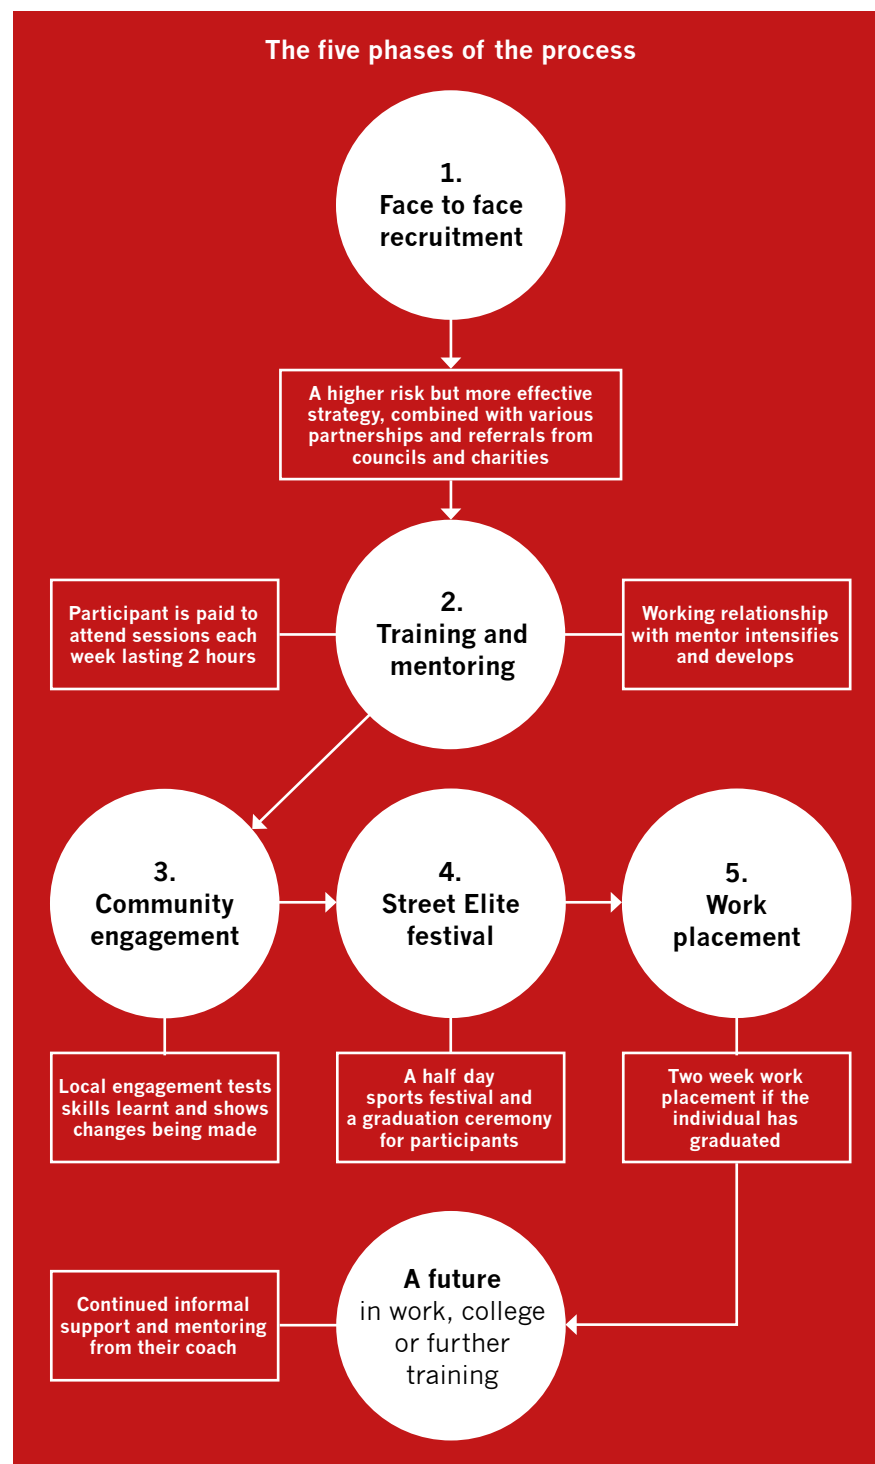 The five phases of the process
1.
Face to face
recruitment
A higher risk but more effective
strategy, combined with various
partnerships and referrals from
councils and charities
Participant is paid to
attend sessions each
week lasting 2 hours
2.
Training and
mentoring
Working relationship
with mentor intensifies
and develops
3.
Community
engagement
4.
Street Elite
festival
5.
Work
placement
Local engagement tests
skills learnt and shows
changes being made
A half day
sports festival and
a graduation ceremony
for participants
Two week work
placement if the
individual has
graduated
Continued informal
support and mentoring
from their coach
A future
in work, college
or further
training